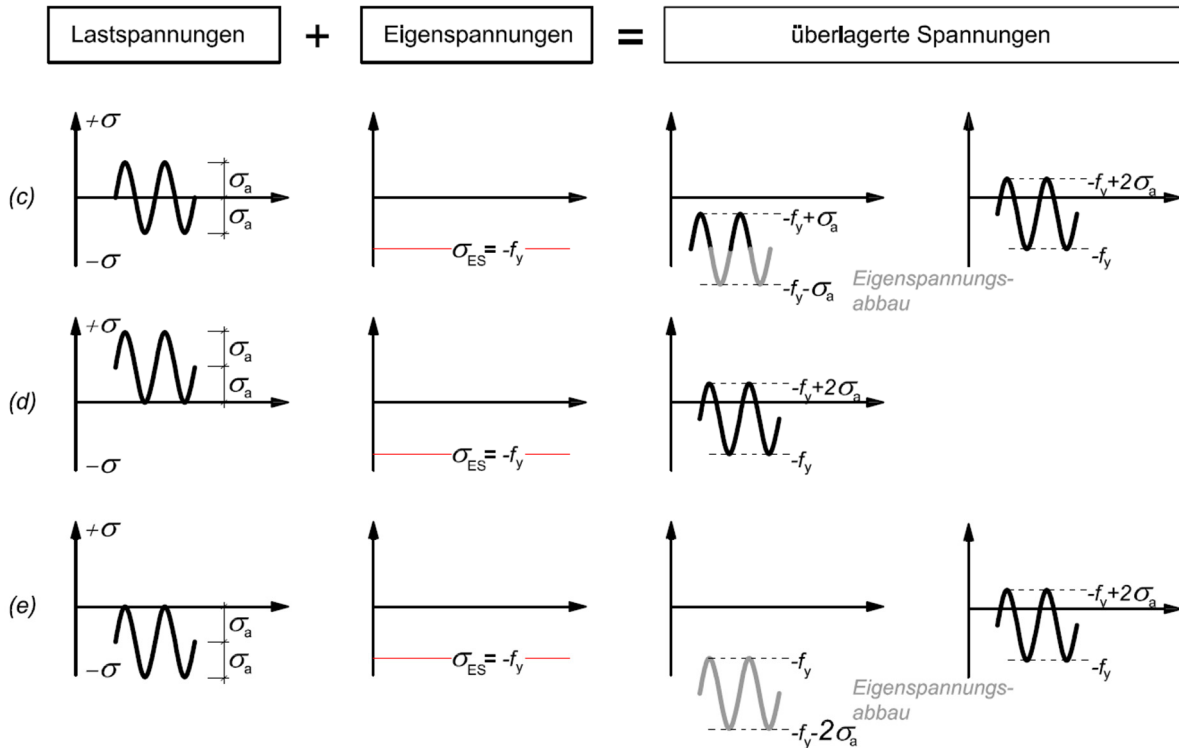 Lastspannungen + Eigenspannungen = überlagerte Spannungen
(c)
+σ
σa
σa
−σ
σES = -fy
-fy+σa
-fy-σa
Eigenspannungs-
abbau
-fy+2σa
-fy
(d)
+σ
σa
σa
−σ
σES = -fy
-fy+2σa
-fy
(e)
+σ
σa
σa
−σ
σES = -fy
-fy
-fy-2σa
Eigenspannungs-
abbau
-fy+2σa
-fy